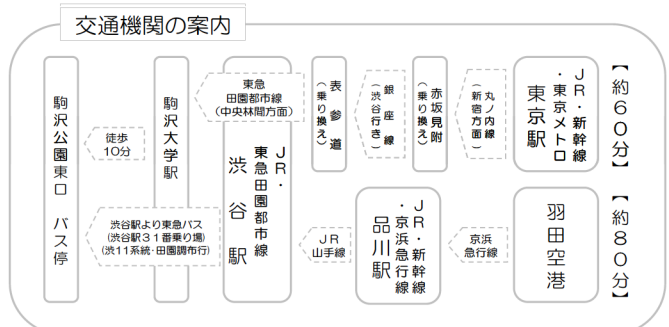 交通機関の案内
【約60分】
JR・新幹線
・東京メトロ
東京駅
丸ノ内線
(新宿方面)
赤坂見附
(乗り換え)
銀座線
(渋谷行き)
表参道
(乗り換え)
東急
田園都市線
(中央林間方面)
駒沢大学駅
徒歩
10分
駒沢公園東口 バス停
【約80分】
羽田空港
京浜
急行線
JR・新幹線
・京浜急行線
品川駅
JR
山手線
JR・
東急田園都市線
渋谷駅
渋谷駅より東急バス
(渋谷駅31番乗り場)
(渋11系統・田園調布行)